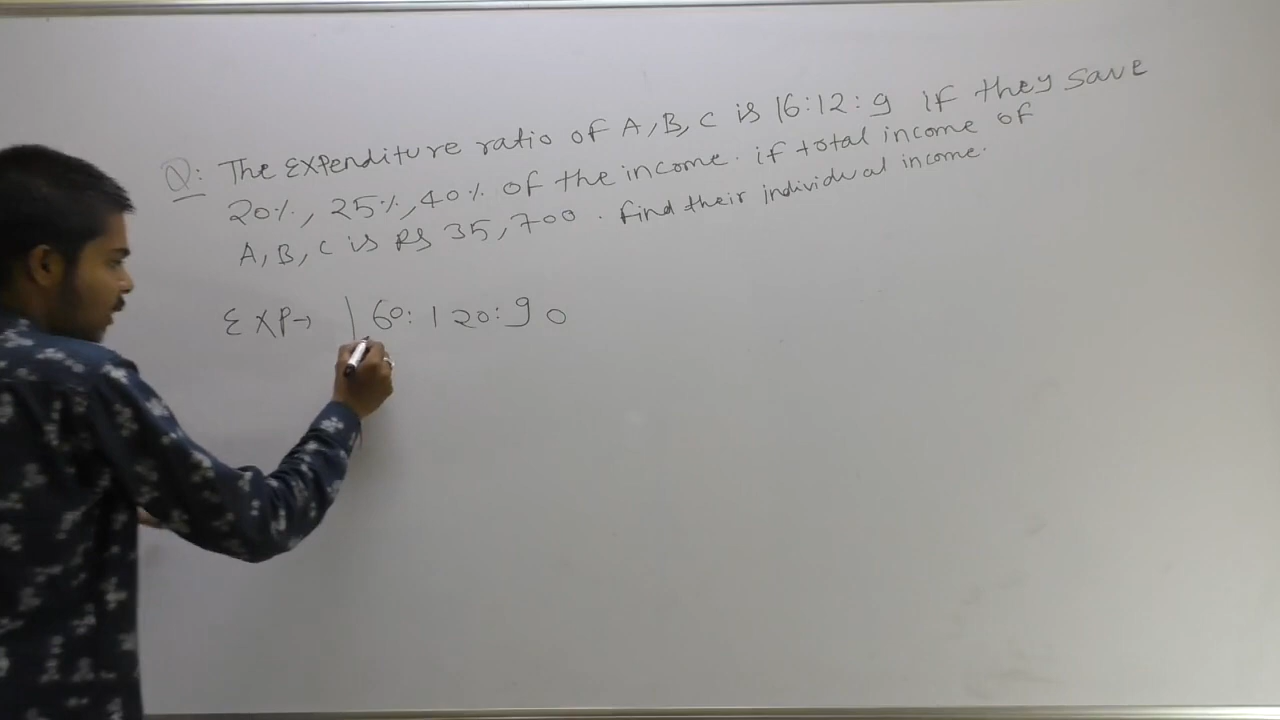 Q: The Expenditure ratio of A, B, C is 16:12:9 if they save
20%, 25%, 40% of the income. if total income of
A, B, C is RS 35,700. find their individual income.
EXP→ 160:120:90